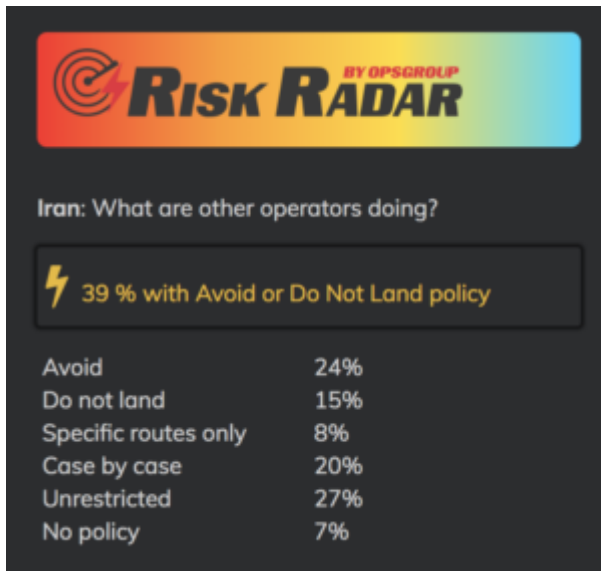 BY OPSGROUP
RISK RADAR
Iran: What are other operators doing?
39 % with Avoid or Do Not Land policy
Avoid 24%
Do not land 15%
Specific routes only 8%
Case by case 20%
Unrestricted 27%
No policy 7%